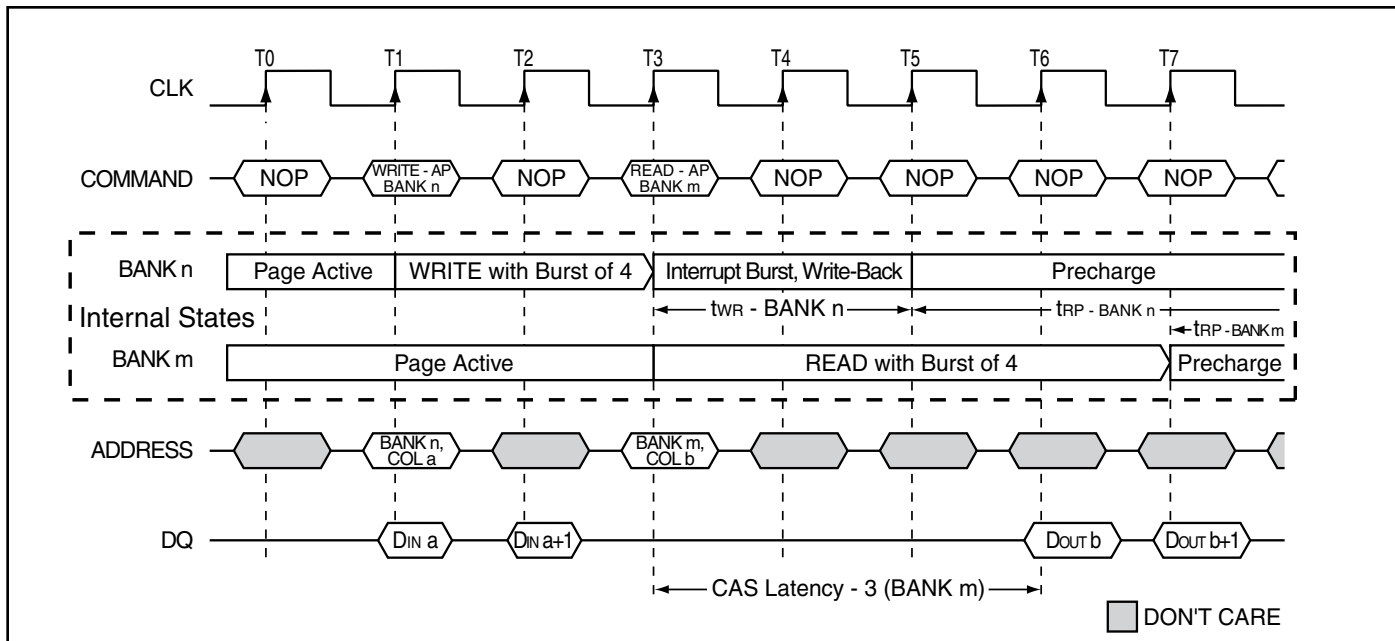 T0 T1 T2 T3 T4 T5 T6 T7
CLK
COMMAND NOP WRITE - AP BANK n NOP READ - AP BANK m NOP NOP NOP NOP
BANK n Page Active WRITE with Burst of 4 Interrupt Burst, Write-Back Precharge
tWR - BANK n tRP - BANK n
Internal States
tRP - BANK m
BANK m Page Active READ with Burst of 4 Precharge
ADDRESS BANK n, COL a BANK m, COL b
DQ DIN a DIN a+1 DOUT b DOUT b+1
CAS Latency - 3 (BANK m)
DON'T CARE